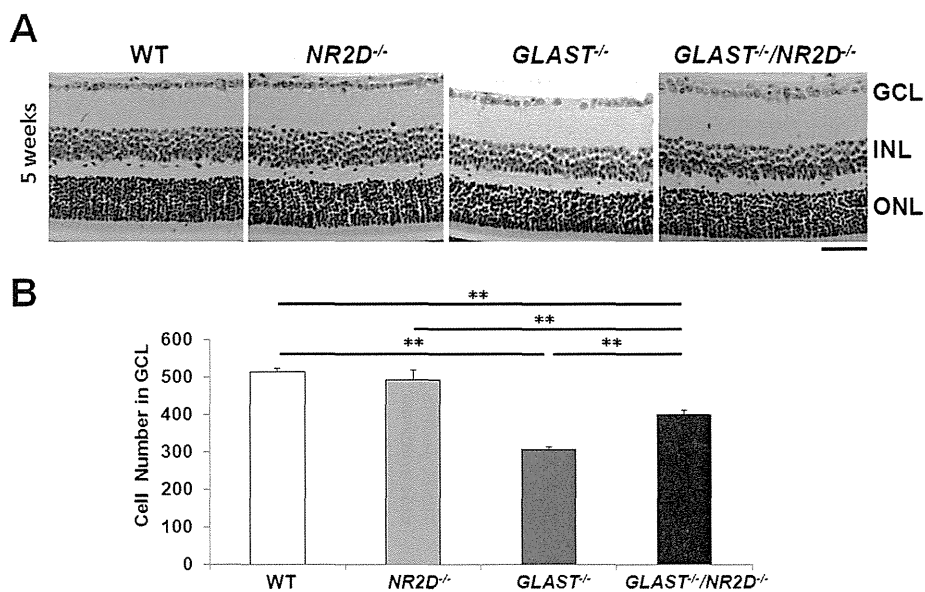 A
WT NR2D-/- GLAST-/- GLAST-/-/NR2D-/-
5 weeks
GCL
INL
ONL
B
**
**
** **
Cell Number in GCL
600
500
400
300
200
100
0
WT NR2D-/- GLAST-/- GLAST-/-/NR2D-/-